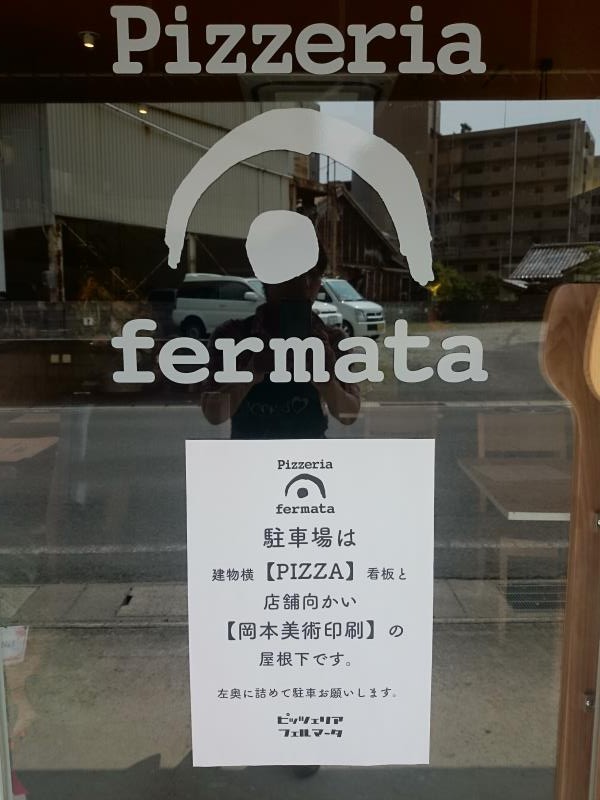 Pizzeria
fermata
Pizzeria
fermata
駐車場は
建物横【PIZZA】看板と
店舗向かい
【岡本美術印刷】の
屋根下です。
左奥に詰めて駐車お願いします。
ピッツェリア
フェルマータ